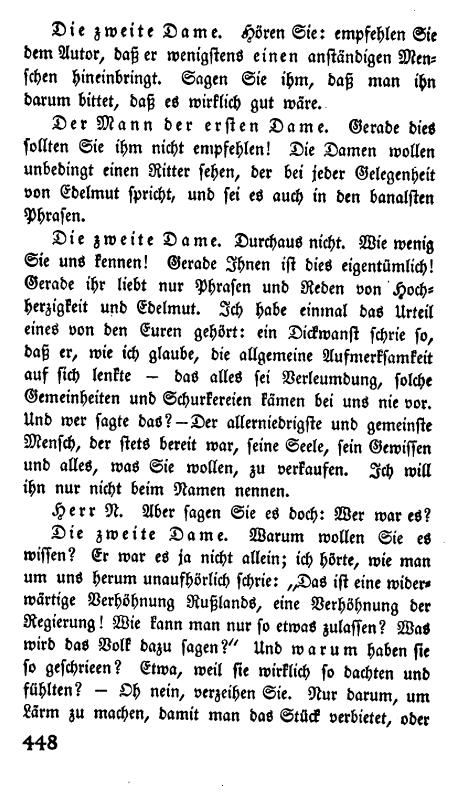 Die zweite Dame. Hören Sie: empfehlen Sie
dem Autor, daß er wenigstens einen anständigen Men-
schen hineinbringt. Sagen Sie ihm, daß man ihn
darum bittet, daß es wirklich gut wäre.
Der Mann der ersten Dame. Gerade dies
sollten Sie ihm nicht empfehlen! Die Damen wollen
unbedingt einen Ritter sehen, der bei jeder Gelegenheit
von Edelmut spricht, und sei es auch in den banalsten
Phrasen.
Die zweite Dame. Durchaus nicht. Wie wenig
Sie uns kennen! Gerade Ihnen ist dies eigentümlich!
Gerade ihr liebt nur Phrasen und Reden von Hoch-
herzigkeit und Edelmut. Ich habe einmal das Urteil
eines von den Euren gehört: ein Dickwanst schrie so,
daß er, wie ich glaube, die allgemeine Aufmerksamkeit
auf sich lenkte — das alles sei Verleumdung, solche
Gemeinheiten und Schurkereien kämen bei uns nie vor.
Und wer sagte das? — Der allerniedrigste und gemeinste
Mensch, der stets bereit war, seine Seele, sein Gewissen
und alles, was Sie wollen, zu verkaufen. Ich will
ihn nur nicht beim Namen nennen.
Herr N. Aber sagen Sie es doch: Wer war es?
Die zweite Dame. Warum wollen Sie es
wissen? Er war es ja nicht allein; ich hörte, wie man
um uns herum unaufhörlich schrie: „Das ist eine wider-
wärtige Verhöhnung Rußlands, eine Verhöhnung der
Regierung! Wie kann man nur so etwas zulassen? Was
wird das Volk dazu sagen?“ Und warum haben sie
so geschrieen? Etwa, weil sie wirklich so dachten und
fühlten? — Oh nein, verzeihen Sie. Nur darum, um
Lärm zu machen, damit man das Stück verbietet, oder
448